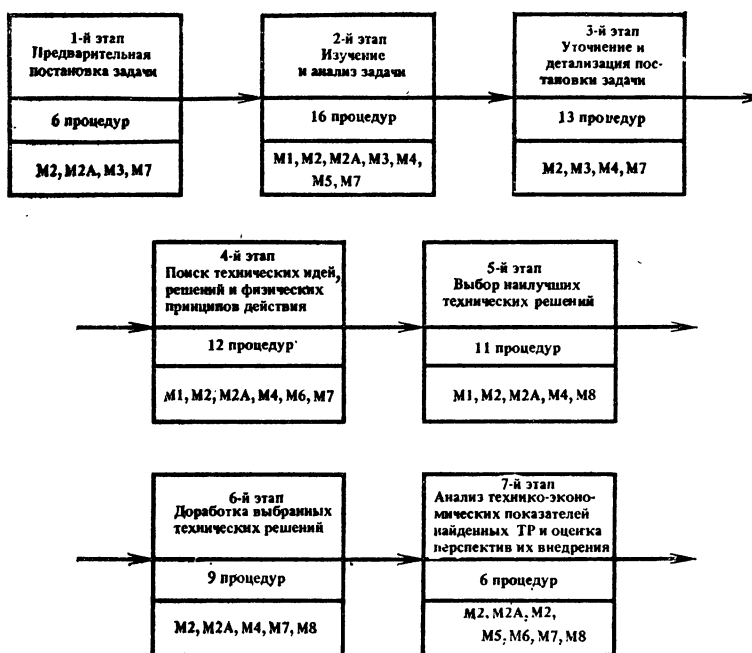 1-й этап
Предварительная
постановка задачи
6 процедур
М2, М2А, М3, М7
2-й этап
Изучение
и анализ задачи
16 процедур
М1, М2, М2А, М3, М4,
М5, М7
3-й этап
Уточнение и
детализация пос-
тановки задачи
13 процедур
М2, М3, М4, М7
4-й этап
Поиск технических идей,
решений и физических
принципов действия
12 процедур
М1, М2, М2А, М4, М6, М7
5-й этап
Выбор наилучших
технических решений
11 процедур
М1, М2, М2А, М4, М8
6-й этап
Доработка выбранных
технических решений
9 процедур
М2, М2А, М4, М7, М8
7-й этап
Анализ технико-эконо-
мических показателей
найденных ТР и оценка
перспектив их внедрения
6 процедур
М2, М2А, М2,
М5, М6, М7, М8